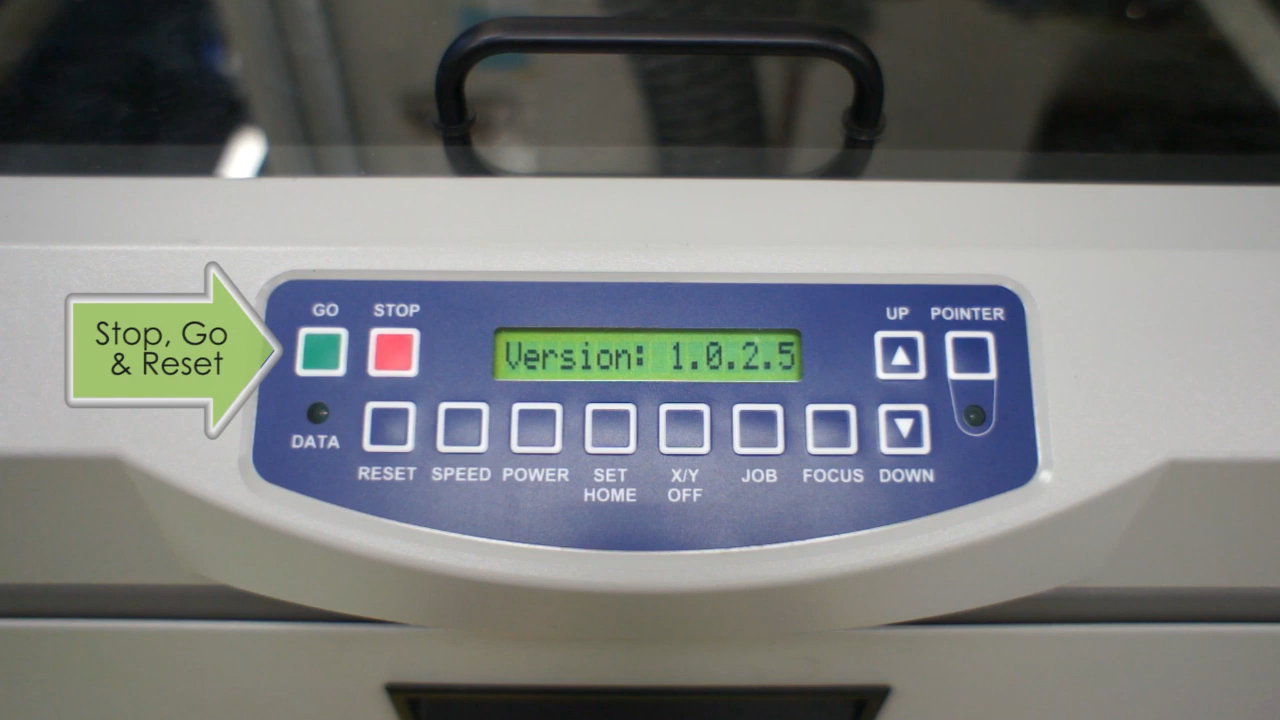 Stop, Go
& Reset
GO STOP
Version: 1.0.2.5
UP POINTER
DATA
RESET SPEED POWER SET HOME X/Y OFF JOB FOCUS DOWN